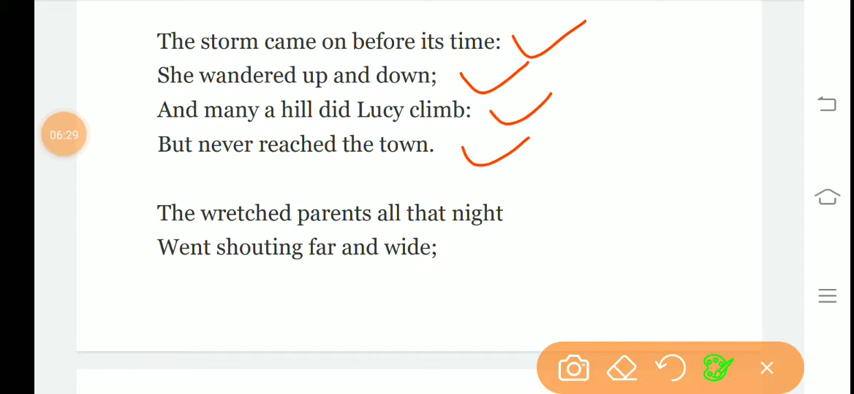 The storm came on before its time:
She wandered up and down;
And many a hill did Lucy climb:
06:29
But never reached the town.
The wretched parents all that night
Went shouting far and wide;